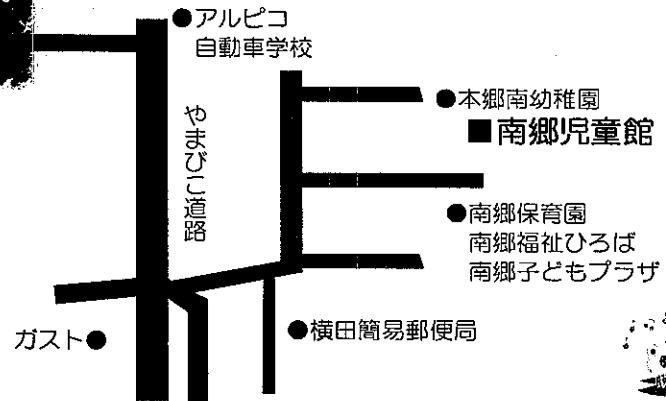 ●アルピコ
自動車学校
やまびこ道路
●本郷南幼稚園
■南郷児童館
●南郷保育園
南郷福祉ひろば
南郷子どもプラザ
ガスト●
●横田簡易郵便局